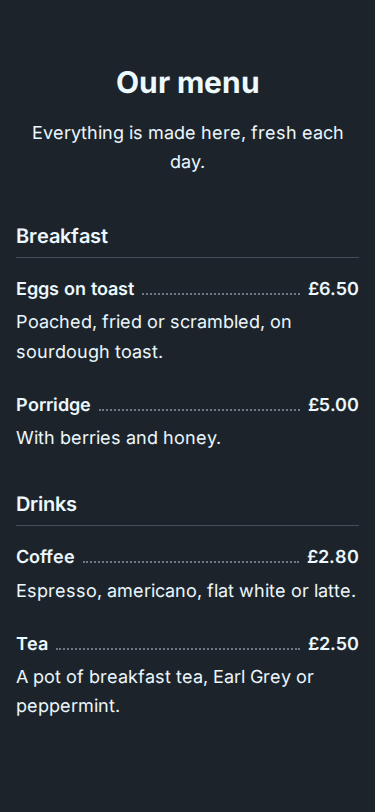 Our menu
Everything is made here, fresh each
day.
Breakfast
Eggs on toast £6.50
Poached, fried or scrambled, on
sourdough toast.
Porridge £5.00
With berries and honey.
Drinks
Coffee £2.80
Espresso, americano, flat white or latte.
Tea £2.50
A pot of breakfast tea, Earl Grey or
peppermint.